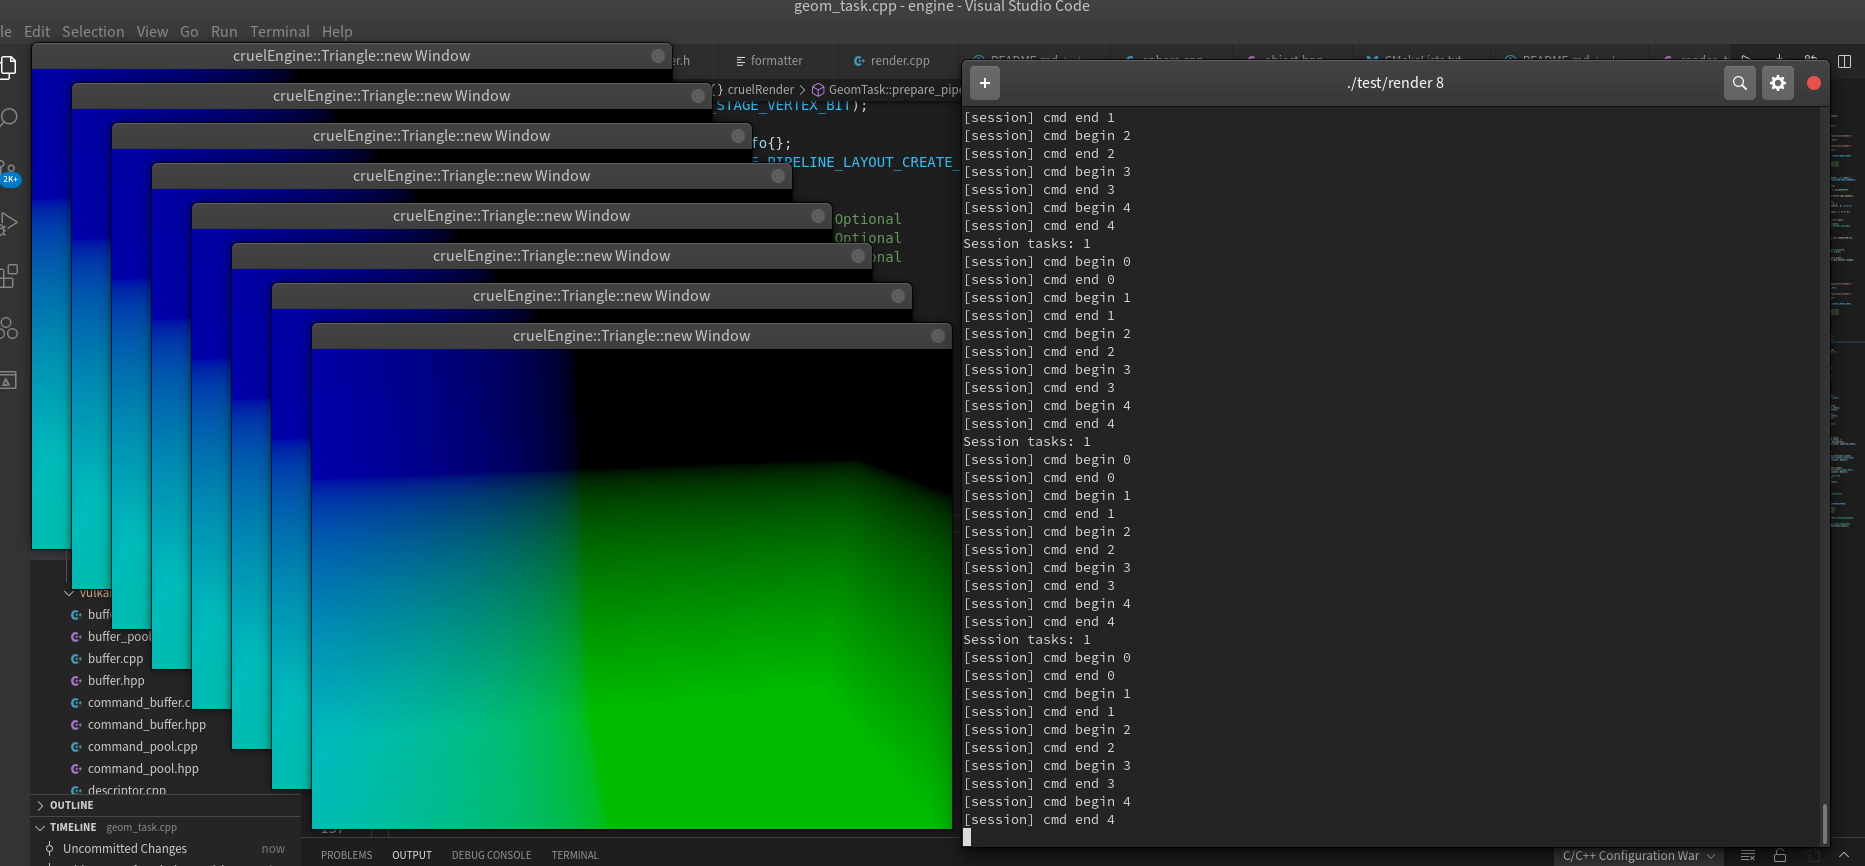 geom_task.cpp - engine - Visual Studio Code
le Edit Selection View Go Run Terminal Help
er.h formatter render.cpp
{} cruelRender > GeomTask::prepare_pipe
STAGE_VERTEX_BIT);
fo{};
PIPELINE_LAYOUT_CREATE_
Optional
Optional
onal
2K+
cruelEngine::Triangle::new Window
cruelEngine::Triangle::new Window
cruelEngine::Triangle::new Window
cruelEngine::Triangle::new Window
cruelEngine::Triangle::new Window
cruelEngine::Triangle::new Window
cruelEngine::Triangle::new Window
cruelEngine::Triangle::new Window
vulka
buff
buffer_pool
buffer.cpp
buffer.hpp
command_buffer.c
command_buffer.hpp
command_pool.cpp
command_pool.hpp
descriptor.cpp
OUTLINE
TIMELINE geom_task.cpp
Uncommitted Changes now
PROBLEMS OUTPUT DEBUG CONSOLE TERMINAL
C/C++ Configuration War
+ ./test/render 8
[session] cmd end 1
[session] cmd begin 2
[session] cmd end 2
[session] cmd begin 3
[session] cmd end 3
[session] cmd begin 4
[session] cmd end 4
Session tasks: 1
[session] cmd begin 0
[session] cmd end 0
[session] cmd begin 1
[session] cmd end 1
[session] cmd begin 2
[session] cmd end 2
[session] cmd begin 3
[session] cmd end 3
[session] cmd begin 4
[session] cmd end 4
Session tasks: 1
[session] cmd begin 0
[session] cmd end 0
[session] cmd begin 1
[session] cmd end 1
[session] cmd begin 2
[session] cmd end 2
[session] cmd begin 3
[session] cmd end 3
[session] cmd begin 4
[session] cmd end 4
Session tasks: 1
[session] cmd begin 0
[session] cmd end 0
[session] cmd begin 1
[session] cmd end 1
[session] cmd begin 2
[session] cmd end 2
[session] cmd begin 3
[session] cmd end 3
[session] cmd begin 4
[session] cmd end 4